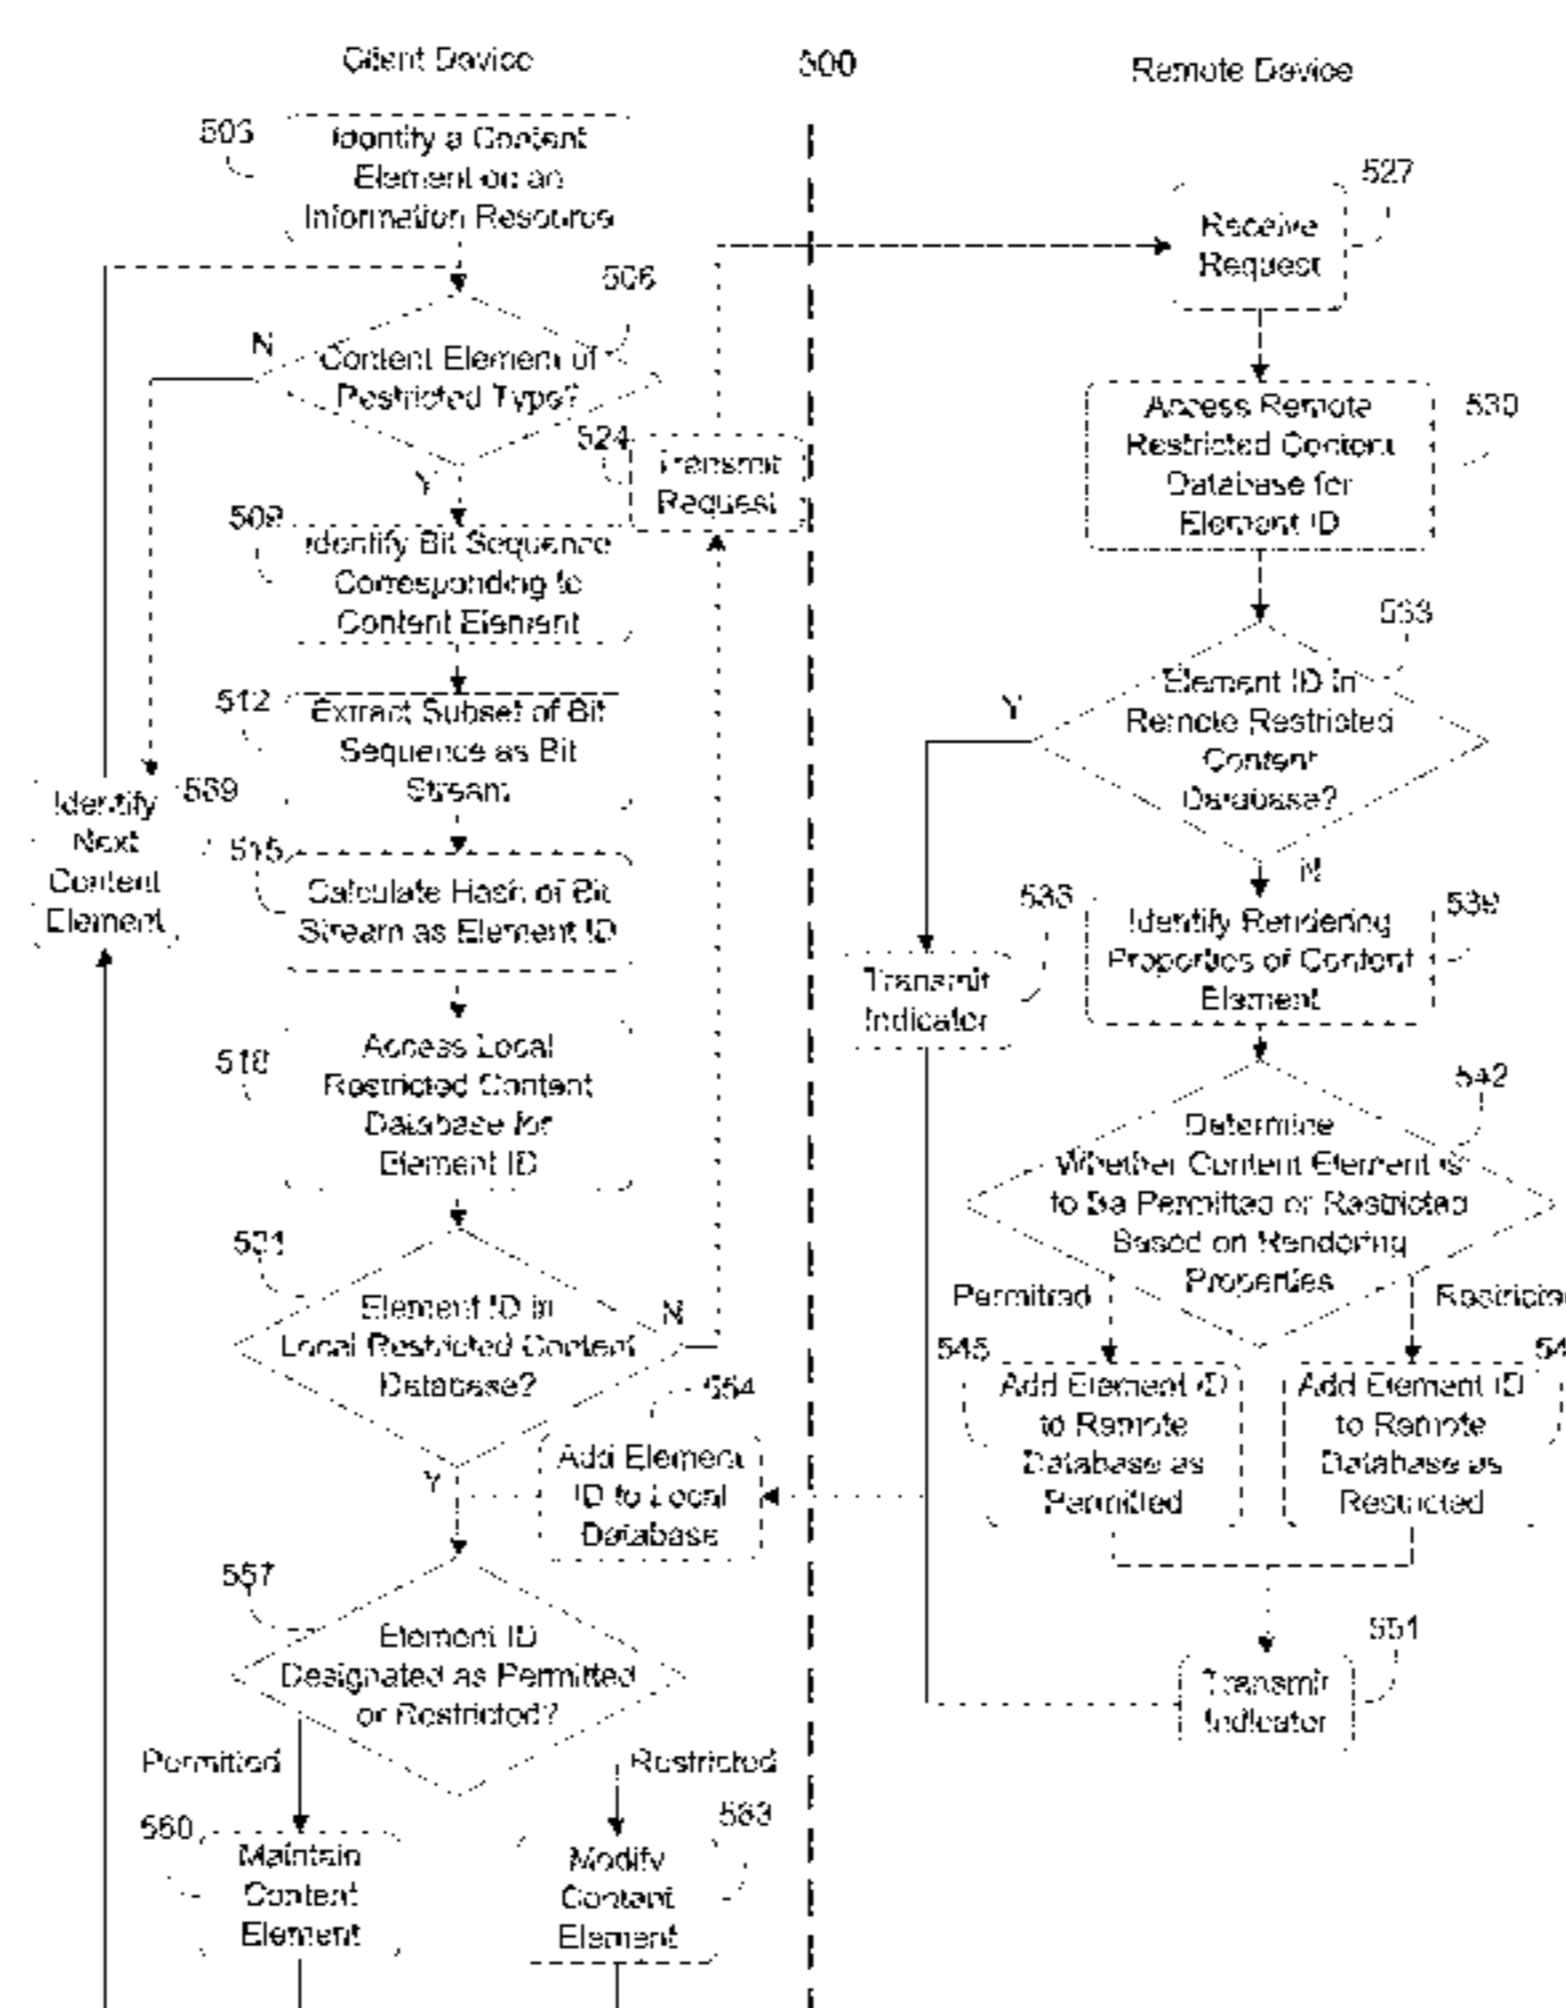 Client Device
500
Remote Device
503
Identify a Content
Element on an
Information Resource
506
N
Content Element of
Restricted Type?
Y
524
Transmit
Request
509
Identify Bit Sequence
Corresponding to
Content Element
512
Extract Subset of Bit
Sequence as Bit
Stream
Identify
Next
Content
Element
515
Calculate Hash of Bit
Stream as Element ID
518
Access Local
Restricted Content
Database for
Element ID
521
Element ID in
Local Restricted Content
Database?
N
Y
554
Add Element
ID to Local
Database
557
Element ID
Designated as Permitted
or Restricted?
Permitted
Restricted
560
Maintain
Content
Element
563
Modify
Content
Element
527
Receive
Request
530
Access Remote
Restricted Content
Database for
Element ID
533
Element ID in
Remote Restricted
Content
Database?
Y
N
536
Transmit
Indicator
539
Identify Rendering
Properties of Content
Element
542
Determine
Whether Content Element is
to Be Permitted or Restricted
Based on Rendering
Properties
Permitted
545
Add Element ID
to Remote
Database as
Permitted
Add Element ID
to Remote
Database as
Restricted
551
Transmit
Indicator